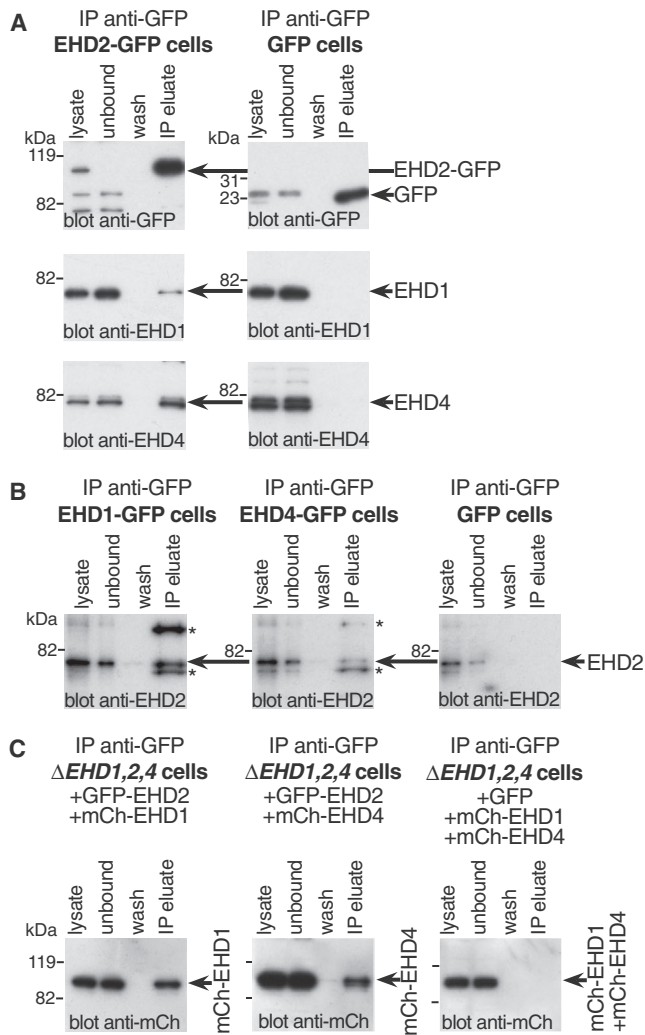 A
IP anti-GFP
EHD2-GFP cells
IP anti-GFP
GFP cells
lysate
unbound
wash
IP eluate
lysate
unbound
wash
IP eluate
kDa
119
82
blot anti-GFP
kDa
31
23
blot anti-GFP
EHD2-GFP
GFP
82
blot anti-EHD1
82
blot anti-EHD1
EHD1
82
blot anti-EHD4
82
blot anti-EHD4
EHD4
B
IP anti-GFP
EHD1-GFP cells
IP anti-GFP
EHD4-GFP cells
IP anti-GFP
GFP cells
lysate
unbound
wash
IP eluate
lysate
unbound
wash
IP eluate
lysate
unbound
wash
IP eluate
kDa
82
*
*
blot anti-EHD2
82
*
*
blot anti-EHD2
82
blot anti-EHD2
EHD2
C
IP anti-GFP
ΔEHD1,2,4 cells
+GFP-EHD2
+mCh-EHD1
IP anti-GFP
ΔEHD1,2,4 cells
+GFP-EHD2
+mCh-EHD4
IP anti-GFP
ΔEHD1,2,4 cells
+GFP
+mCh-EHD1
+mCh-EHD4
lysate
unbound
wash
IP eluate
lysate
unbound
wash
IP eluate
lysate
unbound
wash
IP eluate
kDa
119
82
blot anti-mCh
mCh-EHD1
blot anti-mCh
mCh-EHD4
blot anti-mCh
mCh-EHD1
+mCh-EHD4